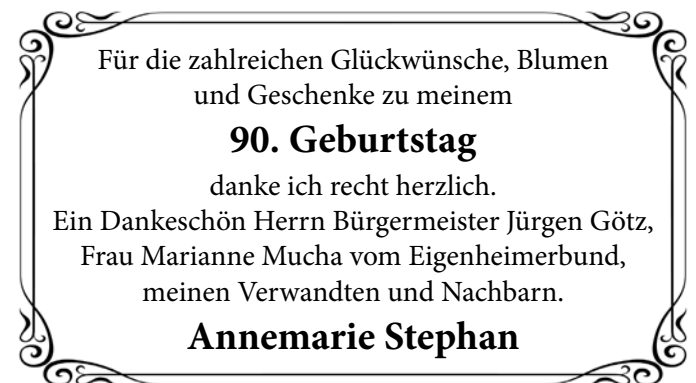 Für die zahlreichen Glückwünsche, Blumen
und Geschenke zu meinem
90. Geburtstag
danke ich recht herzlich.
Ein Dankeschön Herrn Bürgermeister Jürgen Götz,
Frau Marianne Mucha vom Eigenheimerbund,
meinen Verwandten und Nachbarn.
Annemarie Stephan